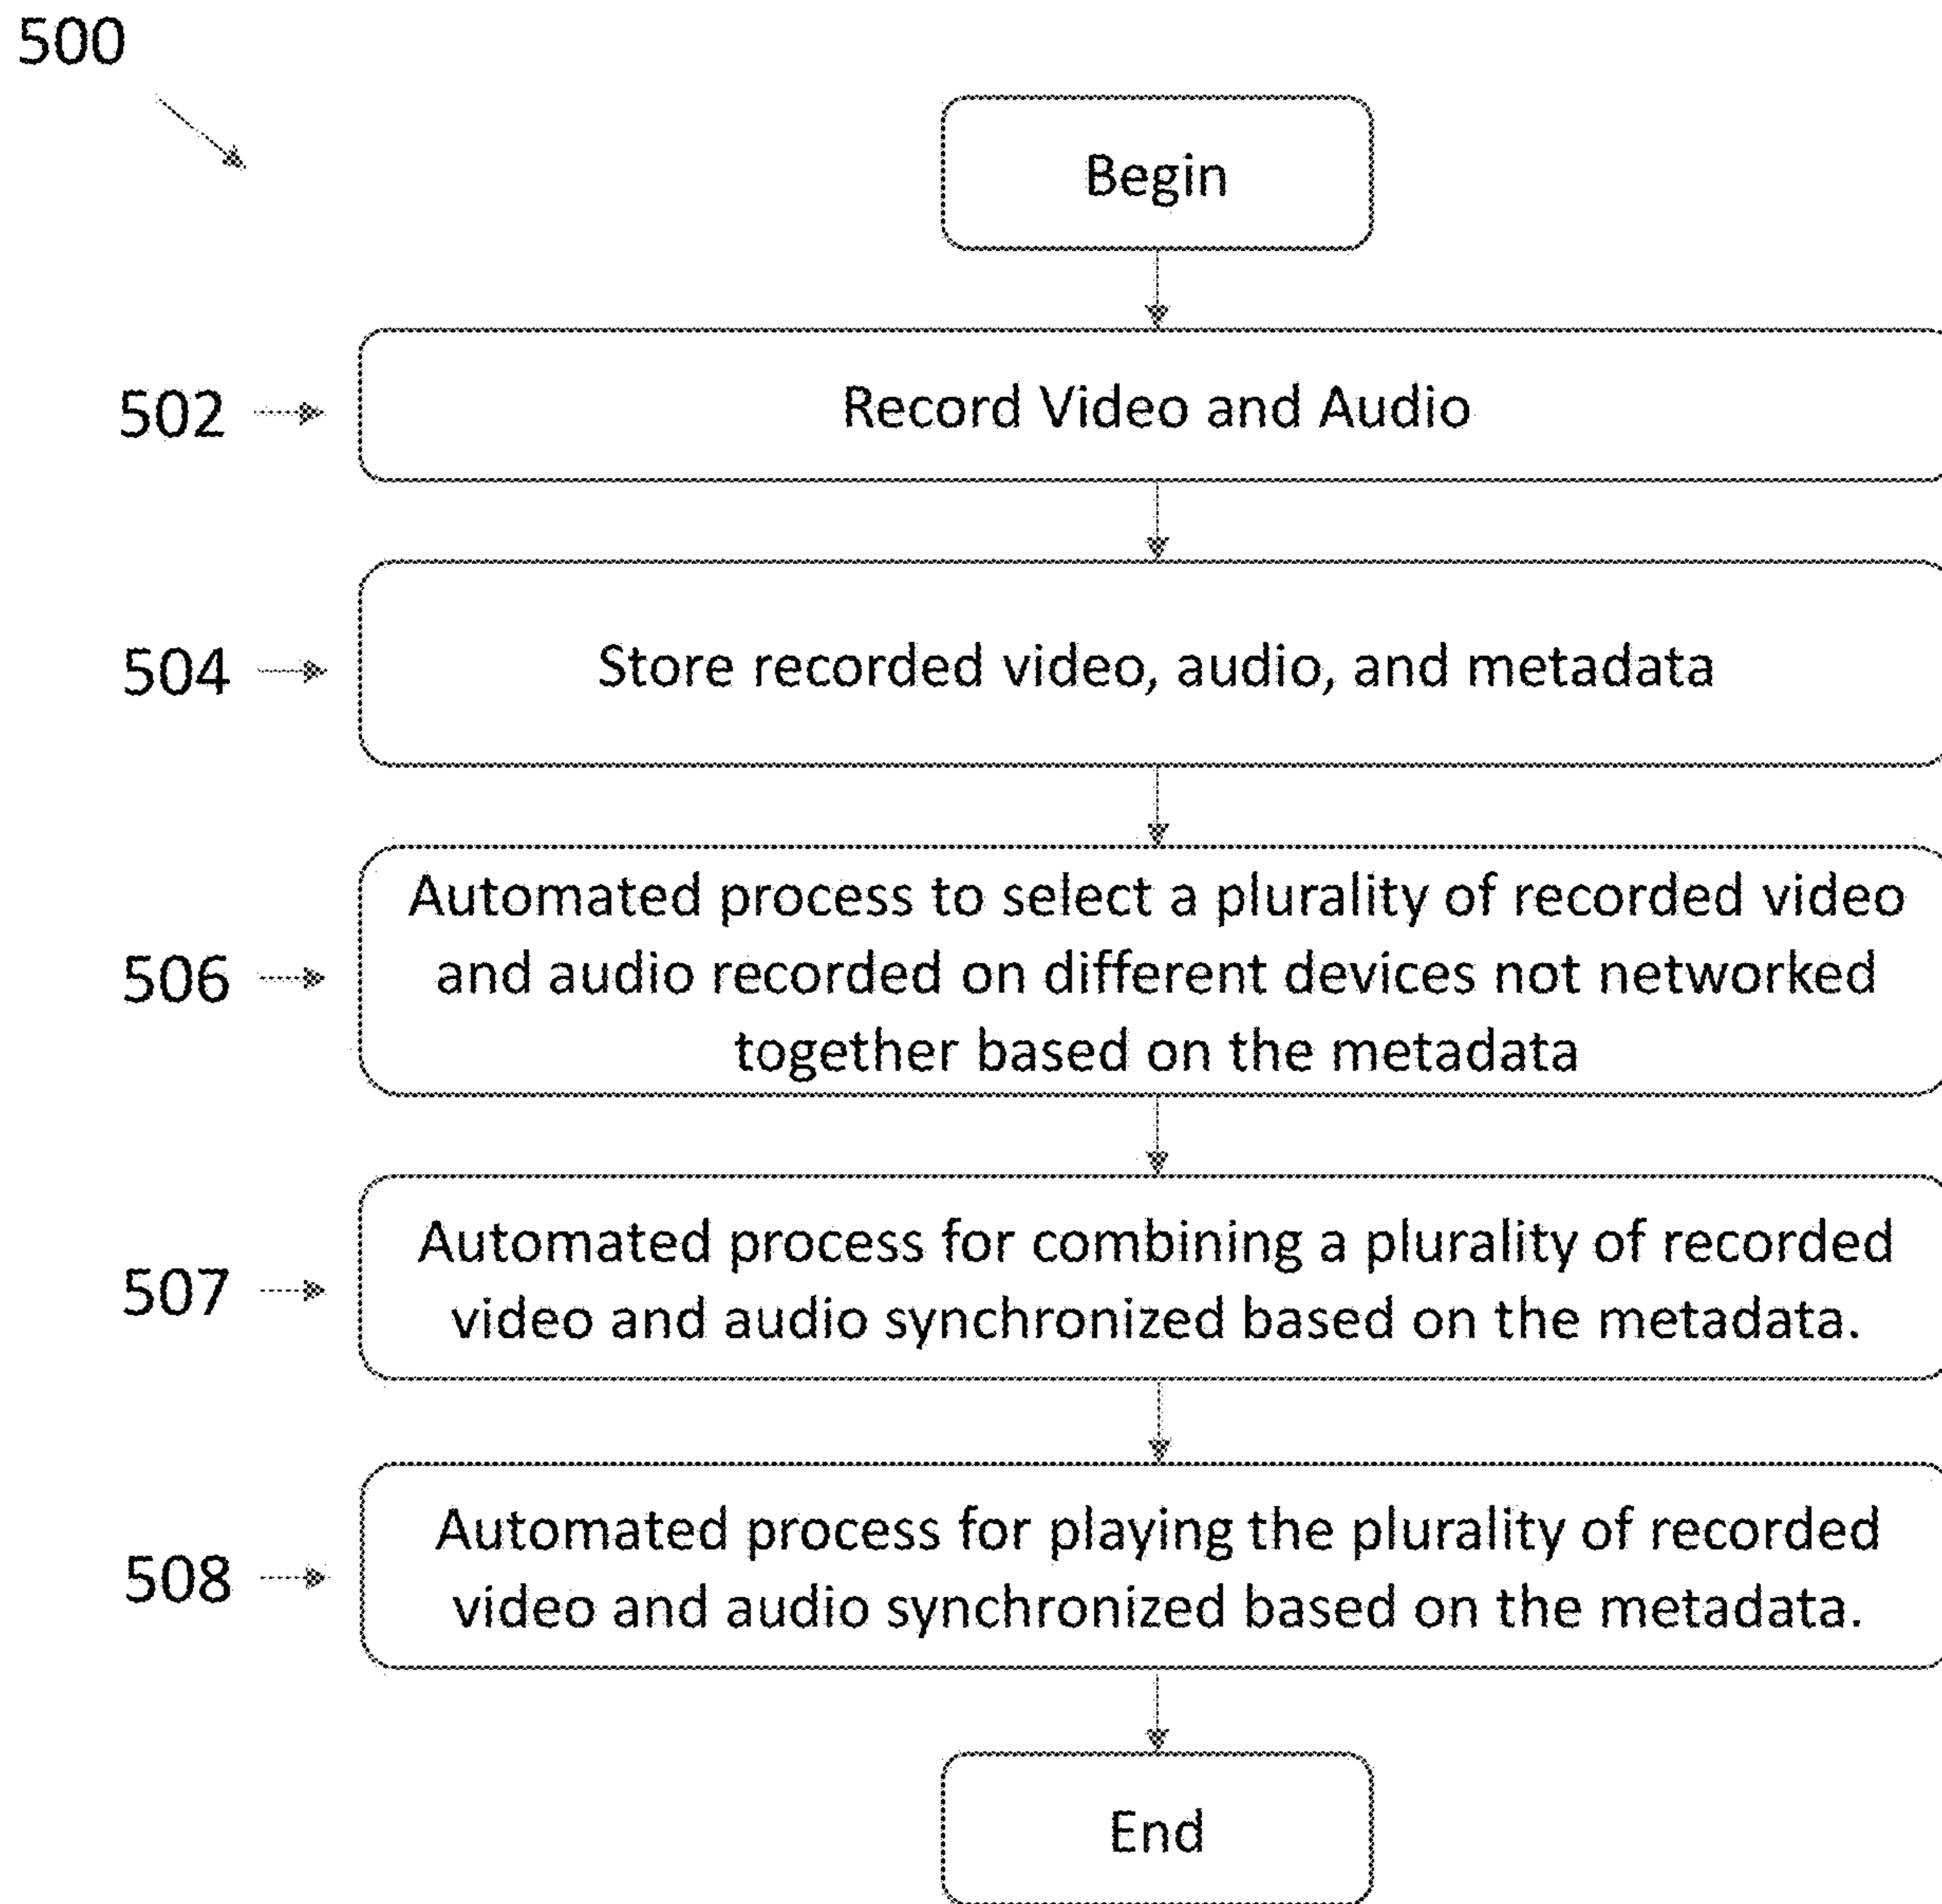 500
Begin
502
Record Video and Audio
504
Store recorded video, audio, and metadata
506
Automated process to select a plurality of recorded video
and audio recorded on different devices not networked
together based on the metadata
507
Automated process for combining a plurality of recorded
video and audio synchronized based on the metadata.
508
Automated process for playing the plurality of recorded
video and audio synchronized based on the metadata.
End